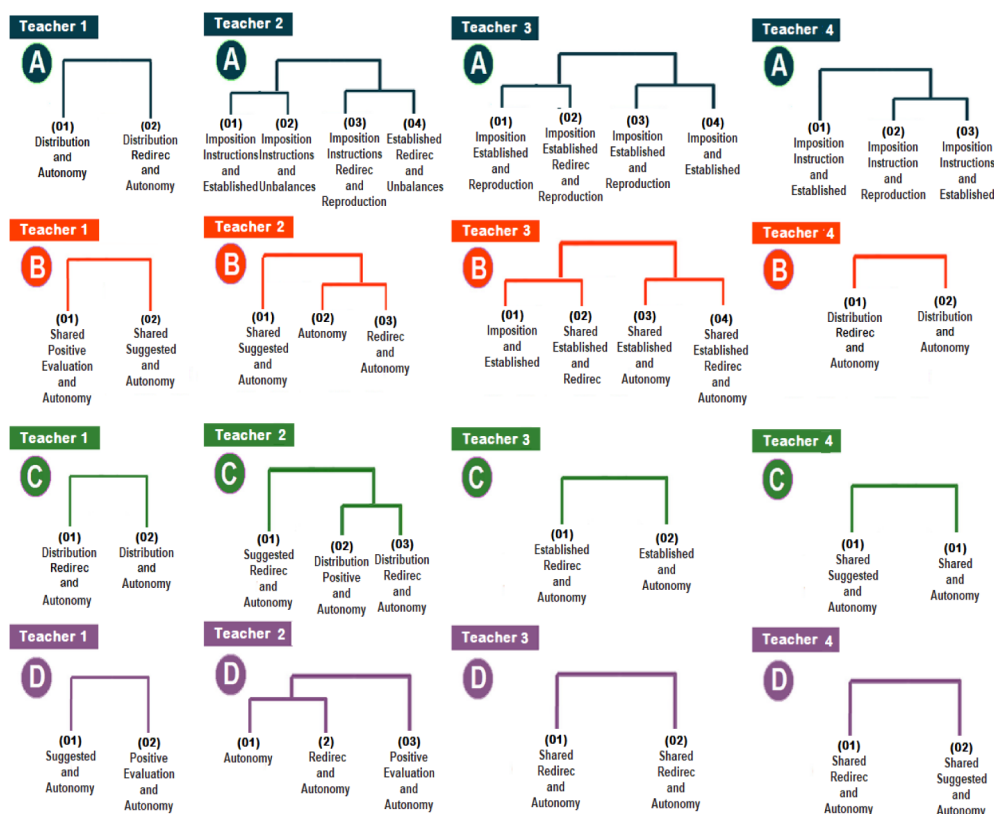 Teacher 1
A
(01)
Distribution
and
Autonomy
(02)
Distribution
Redirec
and
Autonomy
Teacher 2
A
(01)
Imposition
Instructions
and
Established
(02)
Imposition
Instructions
and
Unbalances
(03)
Imposition
Instructions
Redirec
and
Reproduction
(04)
Established
Redirec
and
Unbalances
Teacher 3
A
(01)
Imposition
Established
and
Reproduction
(02)
Imposition
Established
Redirec
and
Reproduction
(03)
Imposition
Established
and
Reproduction
(04)
Imposition
and
Established
Teacher 4
A
(01)
Imposition
Instruction
and
Established
(02)
Imposition
Instruction
and
Reproduction
(03)
Imposition
Instructions
and
Established
Teacher 1
B
(01)
Shared
Positive
Evaluation
and
Autonomy
(02)
Shared
Suggested
and
Autonomy
Teacher 2
B
(01)
Shared
Suggested
and
Autonomy
(02)
Autonomy
(03)
Redirec
and
Autonomy
Teacher 3
B
(01)
Imposition
and
Established
(02)
Shared
Established
and
Redirec
(03)
Shared
Established
and
Autonomy
(04)
Shared
Established
Redirec
and
Autonomy
Teacher 4
B
(01)
Distribution
Redirec
and
Autonomy
(02)
Distribution
and
Autonomy
Teacher 1
C
(01)
Distribution
Redirec
and
Autonomy
(02)
Distribution
and
Autonomy
Teacher 2
C
(01)
Suggested
Redirec
and
Autonomy
(02)
Distribution
Positive
and
Autonomy
(03)
Distribution
Redirec
and
Autonomy
Teacher 3
C
(01)
Established
Redirec
and
Autonomy
(02)
Established
and
Autonomy
Teacher 4
C
(01)
Shared
Suggested
and
Autonomy
(01)
Shared
and
Autonomy
Teacher 1
D
(01)
Suggested
and
Autonomy
(02)
Positive
Evaluation
and
Autonomy
Teacher 2
D
(01)
Autonomy
(2)
Redirec
and
Autonomy
(03)
Positive
Evaluation
and
Autonomy
Teacher 3
D
(01)
Shared
Redirec
and
Autonomy
(02)
Shared
Redirec
and
Autonomy
Teacher 4
D
(01)
Shared
Redirec
and
Autonomy
(02)
Shared
Suggested
and
Autonomy